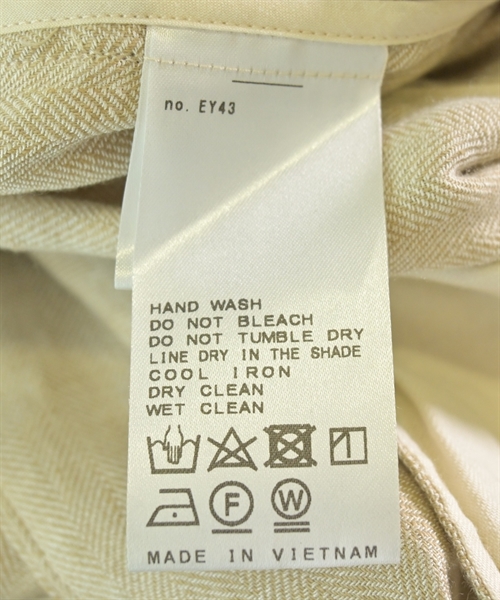 no. EY43
HAND WASH
DO NOT BLEACH
DO NOT TUMBLE DRY
LINE DRY IN THE SHADE
COOL IRON
DRY CLEAN
WET CLEAN
F W
MADE IN VIETNAM